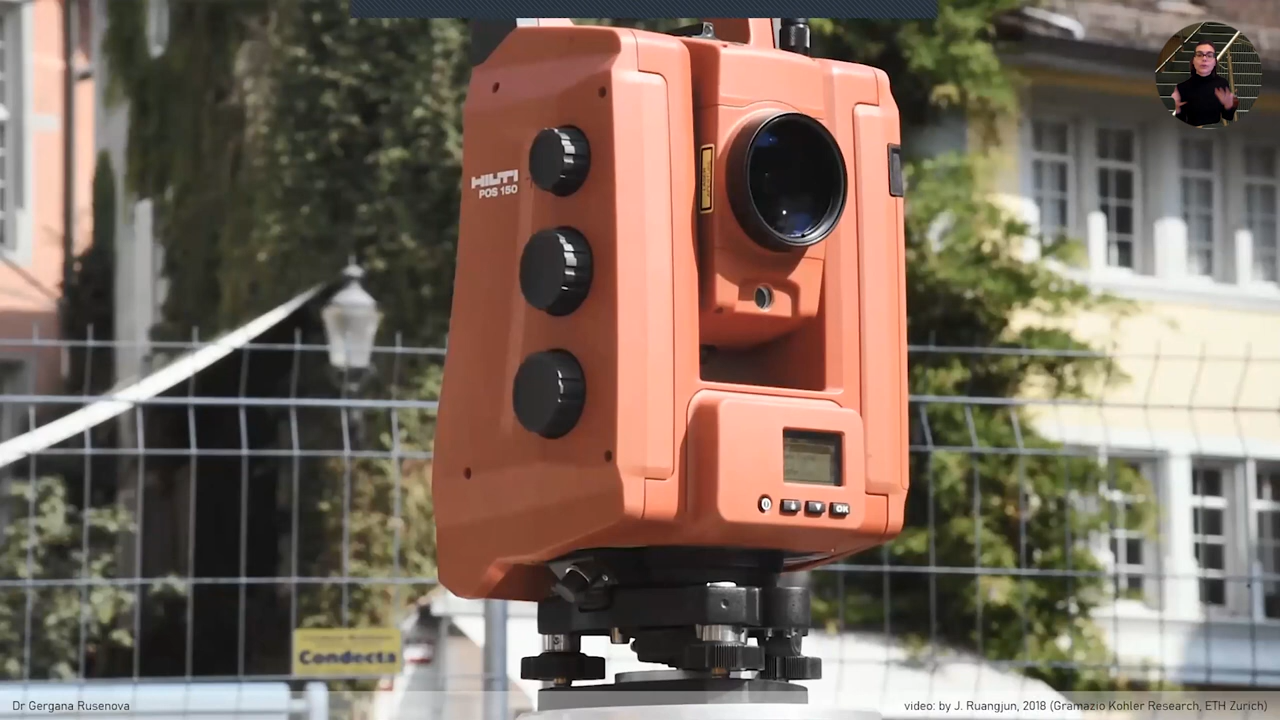 HILTI
POS 150
OK
Condecta
Dr Gergana Rusenova
video: by J. Ruangjun, 2018 (Gramazio Kohler Research, ETH Zurich)